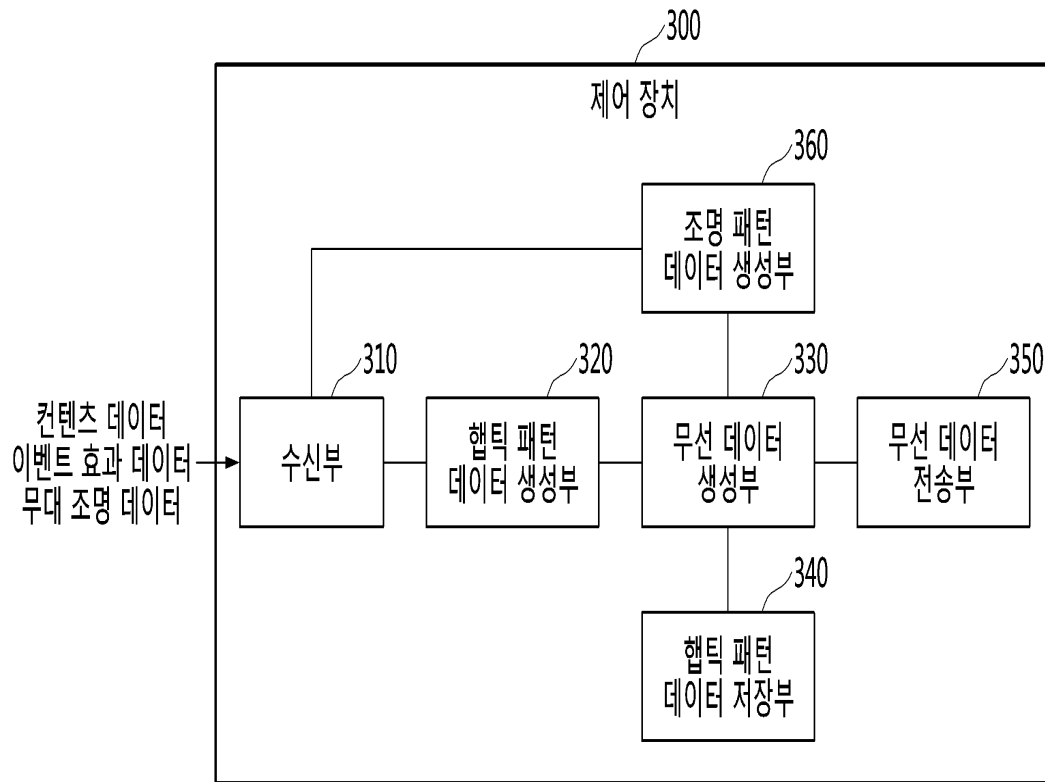 300
제어 장치
360
조명 패턴
데이터 생성부
310
320
330
350
컨텐츠 데이터
이벤트 효과 데이터
무대 조명 데이터
수신부
햅틱 패턴
데이터 생성부
무선 데이터
생성부
무선 데이터
전송부
340
햅틱 패턴
데이터 저장부